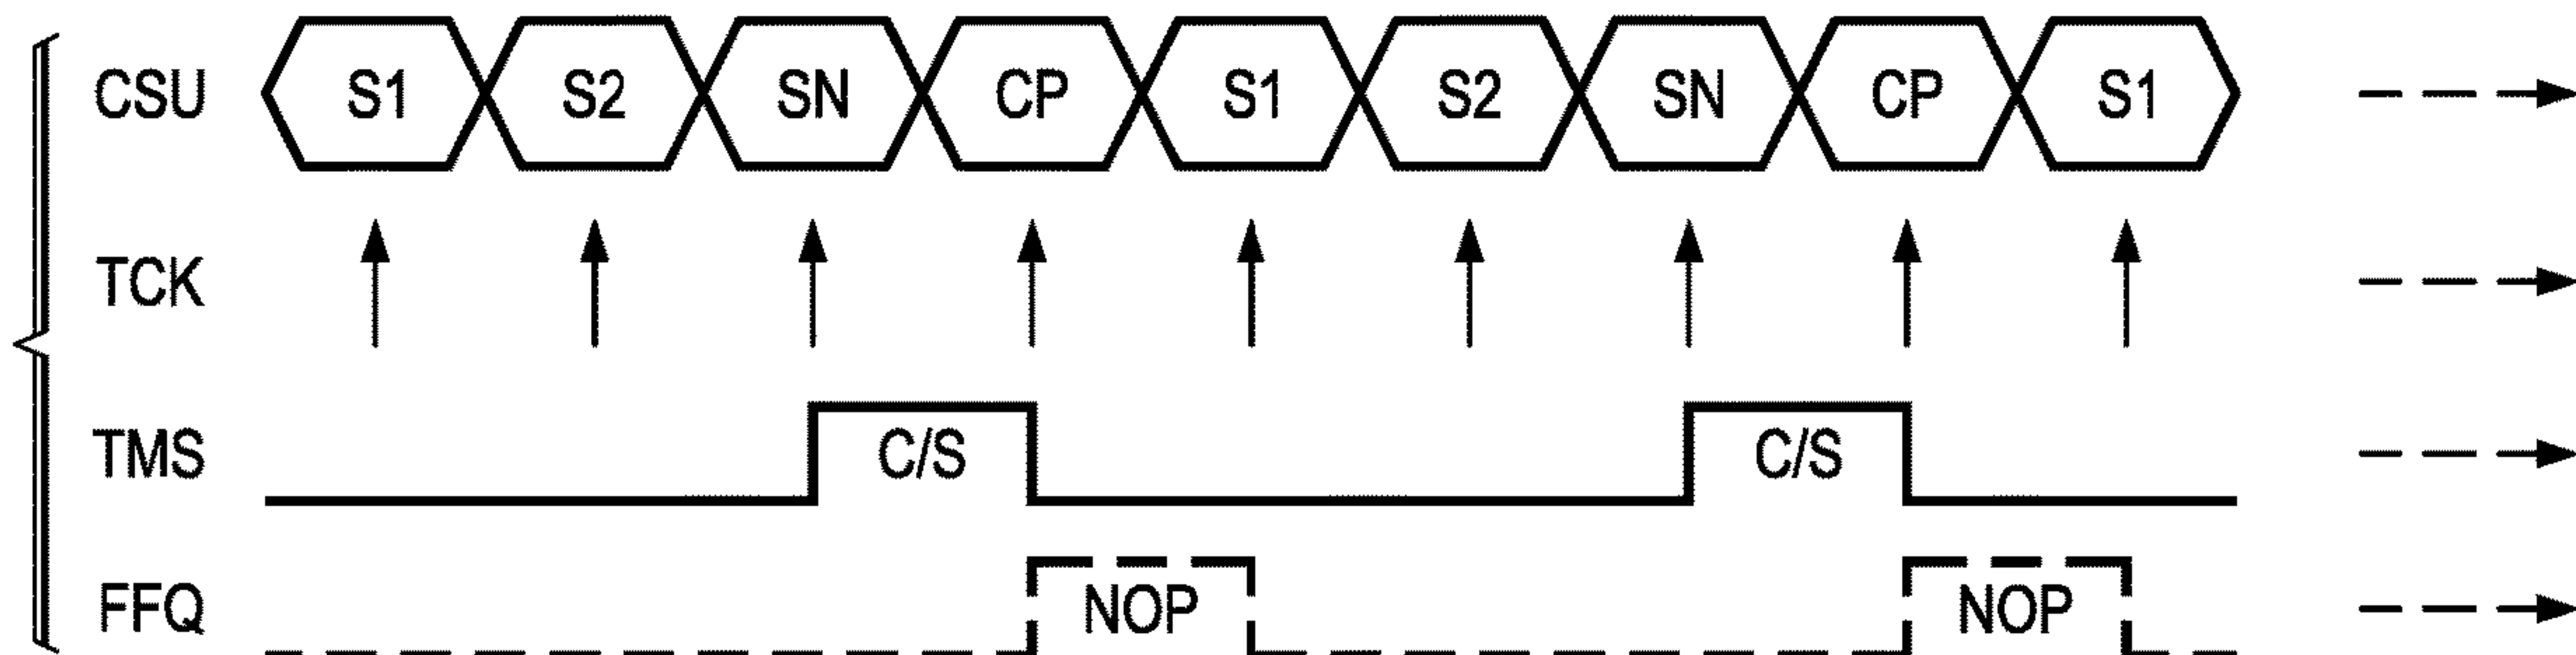 CSU S1 S2 SN CP S1 S2 SN CP S1
TCK
TMS C/S C/S
FFQ NOP NOP